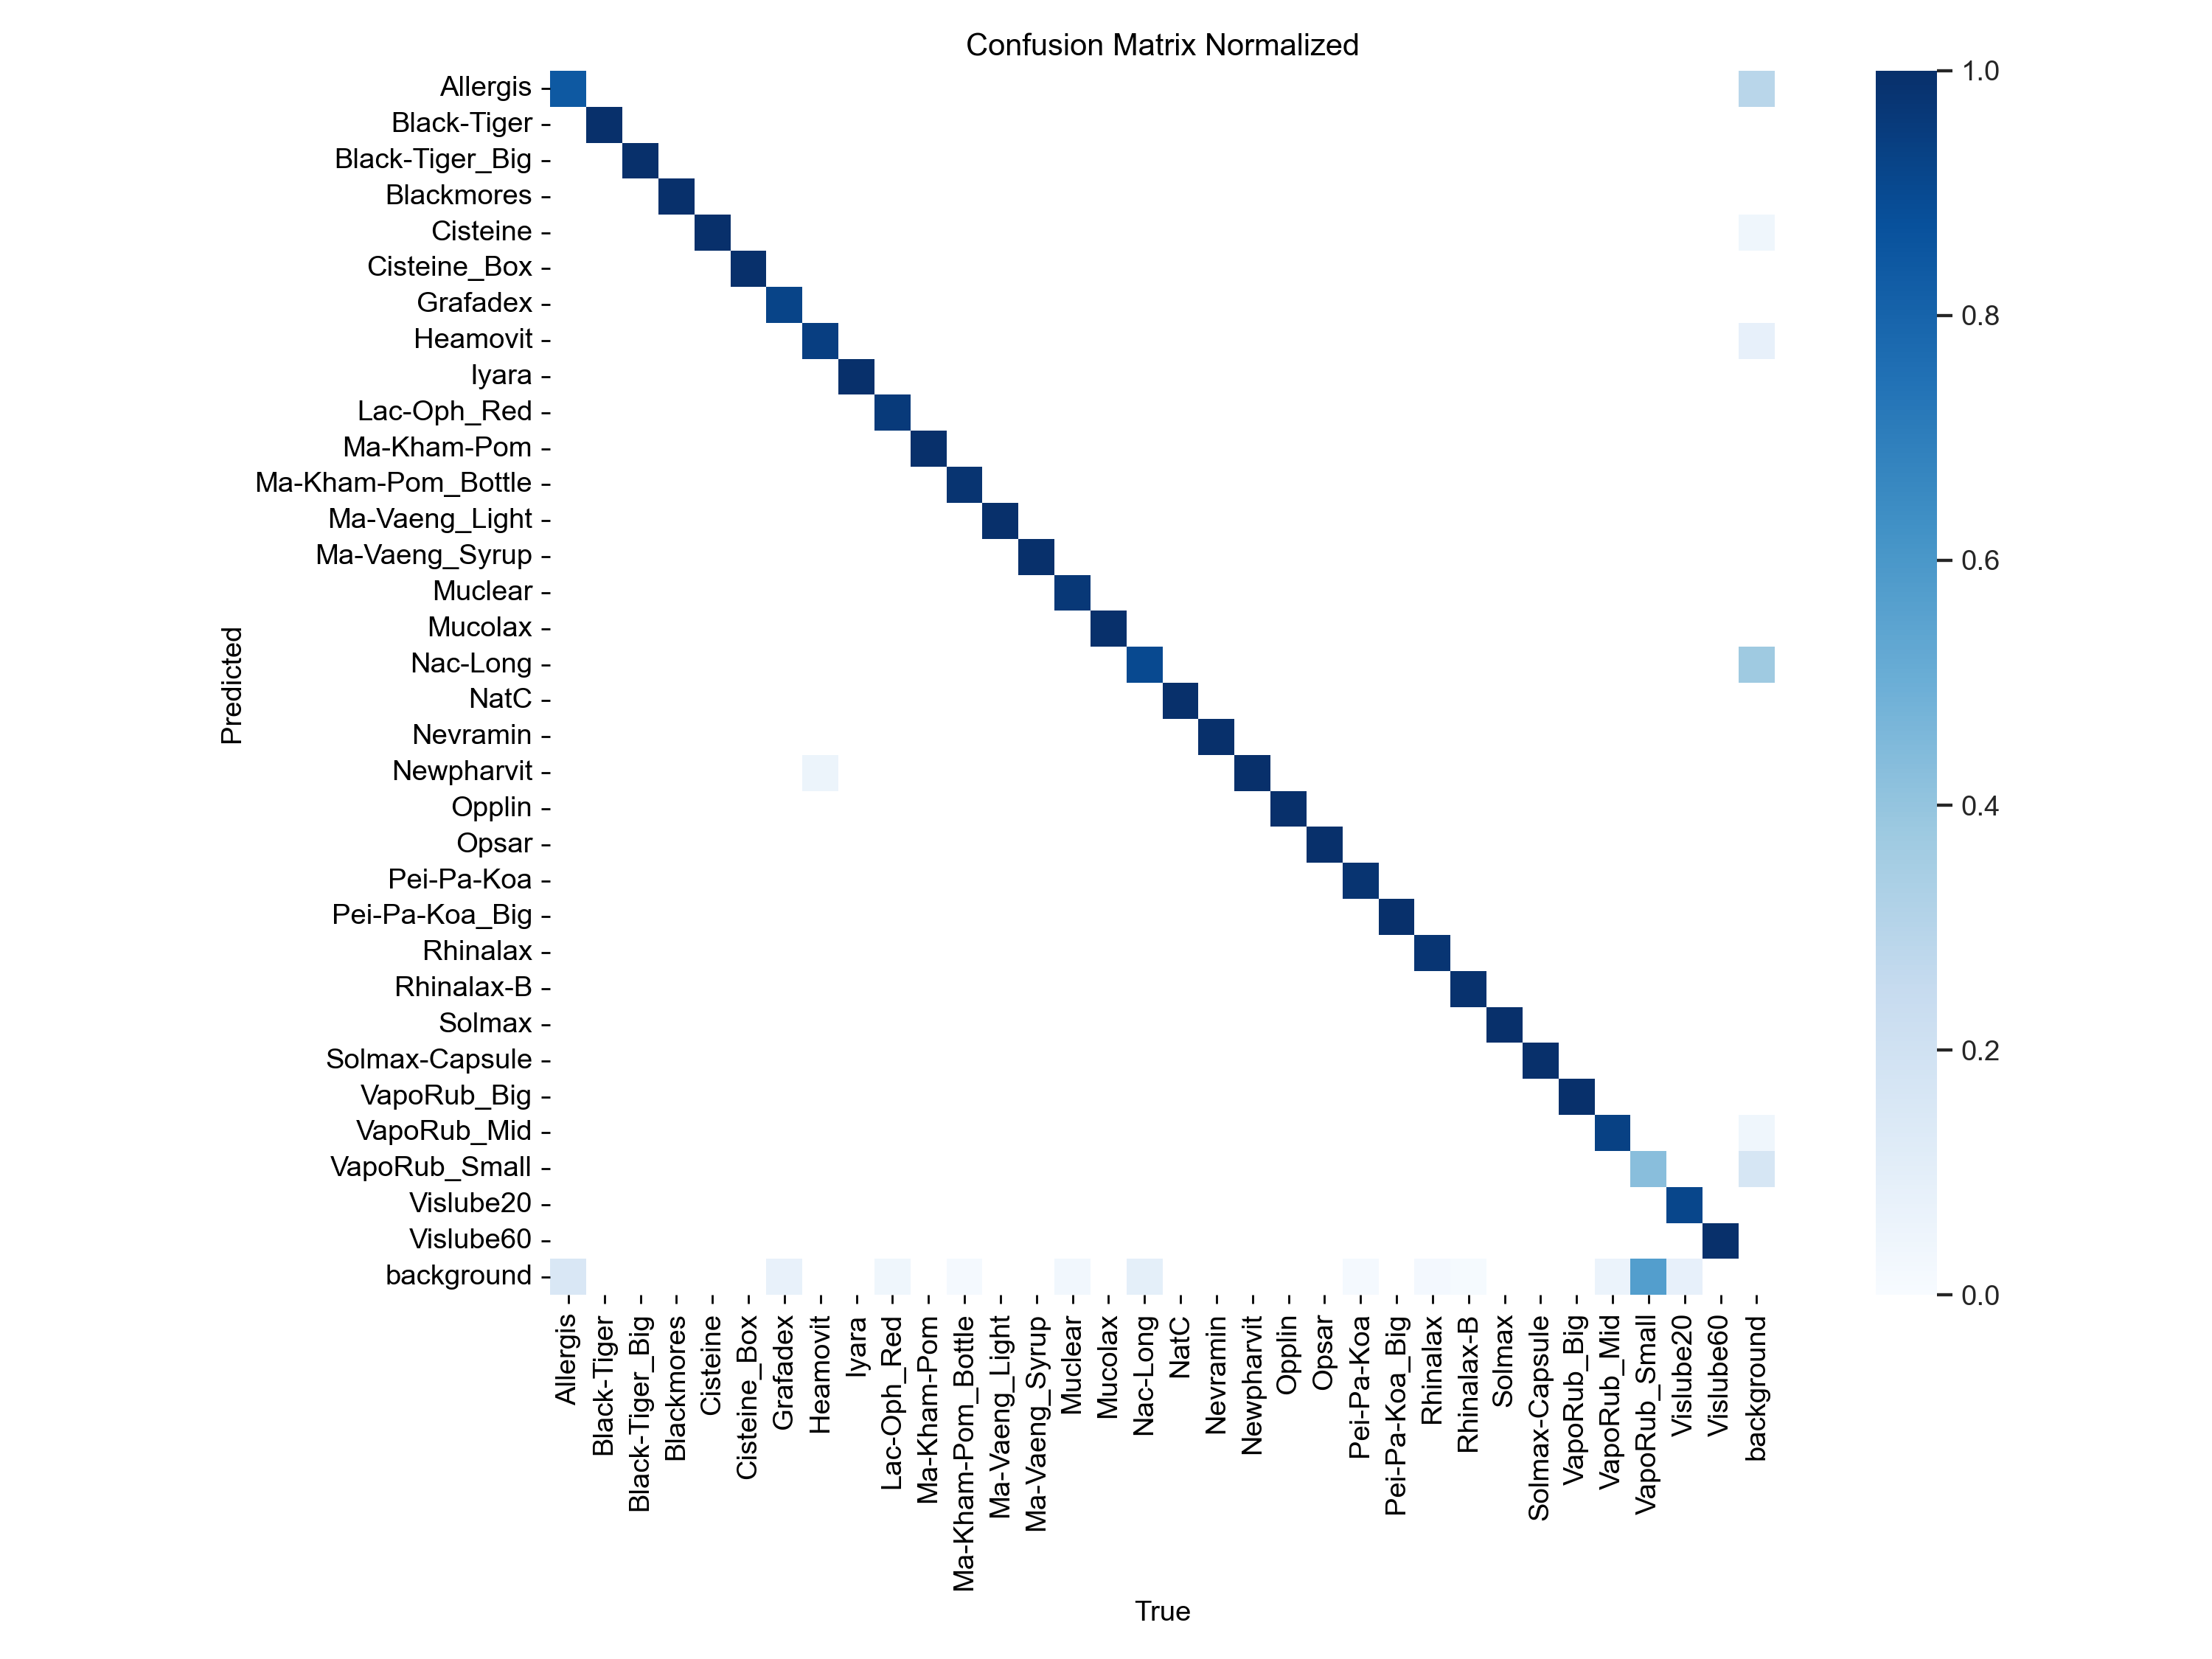 Confusion Matrix Normalized
Allergis
Black-Tiger
Black-Tiger_Big
Blackmores
Cisteine
Cisteine_Box
Grafadex
Heamovit
Iyara
Lac-Oph_Red
Ma-Kham-Pom
Ma-Kham-Pom_Bottle
Ma-Vaeng_Light
Ma-Vaeng_Syrup
Muclear
Mucolax
Nac-Long
NatC
Nevramin
Newpharvit
Opplin
Opsar
Pei-Pa-Koa
Pei-Pa-Koa_Big
Rhinalax
Rhinalax-B
Solmax
Solmax-Capsule
VapoRub_Big
VapoRub_Mid
VapoRub_Small
Vislube20
Vislube60
background
Predicted
Allergis
Black-Tiger
Black-Tiger_Big
Blackmores
Cisteine
Cisteine_Box
Grafadex
Heamovit
Iyara
Lac-Oph_Red
Ma-Kham-Pom
Ma-Kham-Pom_Bottle
Ma-Vaeng_Light
Ma-Vaeng_Syrup
Muclear
Mucolax
Nac-Long
NatC
Nevramin
Newpharvit
Opplin
Opsar
Pei-Pa-Koa
Pei-Pa-Koa_Big
Rhinalax
Rhinalax-B
Solmax
Solmax-Capsule
VapoRub_Big
VapoRub_Mid
VapoRub_Small
Vislube20
Vislube60
background
True
1.0
0.8
0.6
0.4
0.2
0.0